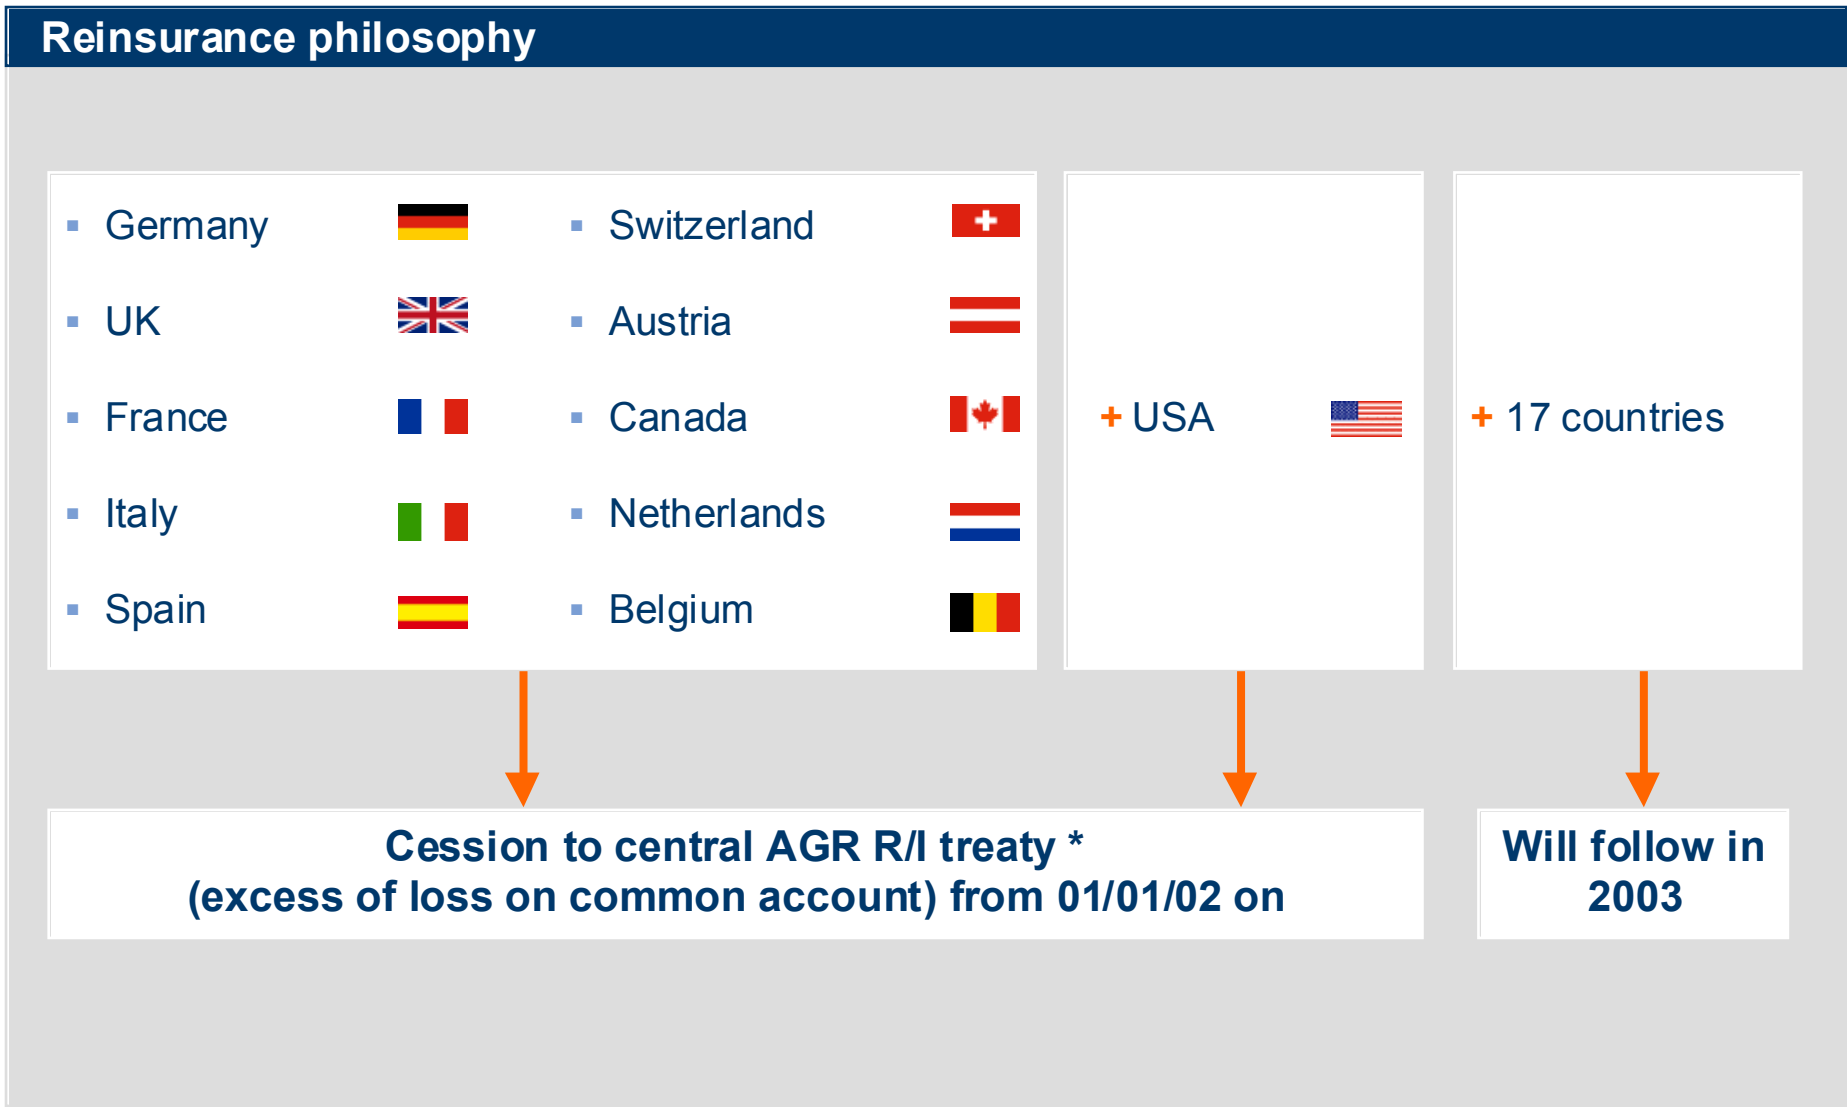 Reinsurance philosophy
▪ Germany
▪ UK
▪ France
▪ Italy
▪ Spain
▪ Switzerland
▪ Austria
▪ Canada
▪ Netherlands
▪ Belgium
+ USA
+ 17 countries
Cession to central AGR R/I treaty *
(excess of loss on common account) from 01/01/02 on
Will follow in
2003